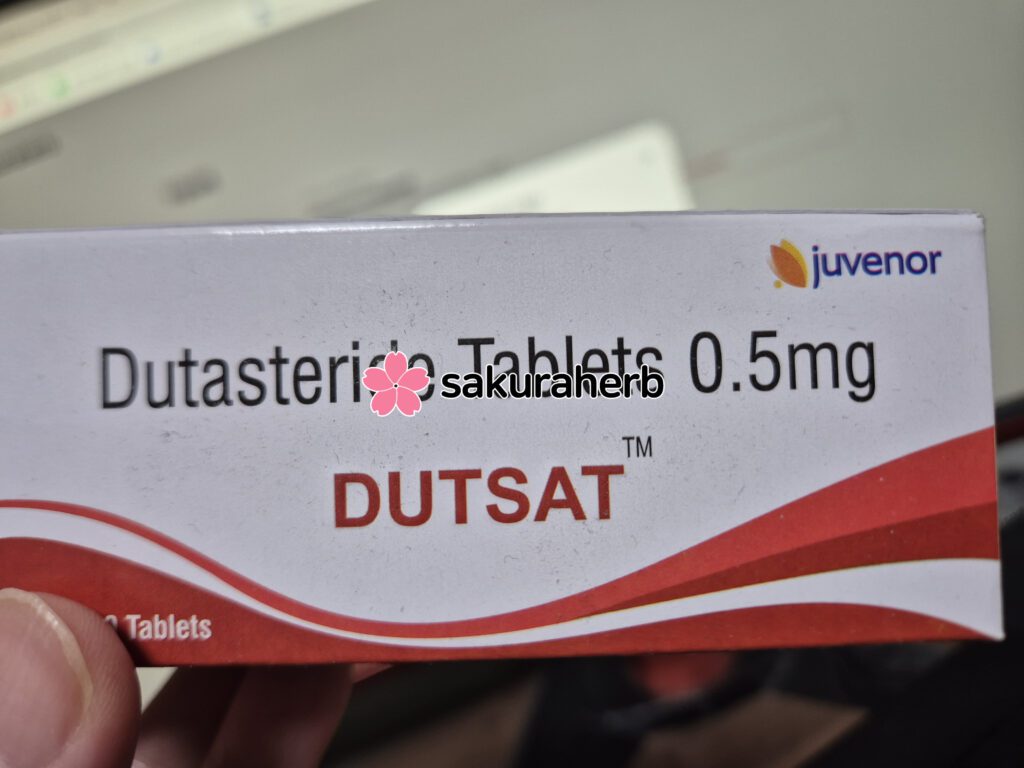 juvenor
Dutasteride Tablets 0.5mg
sakuraherb
DUTSAT™
Tablets